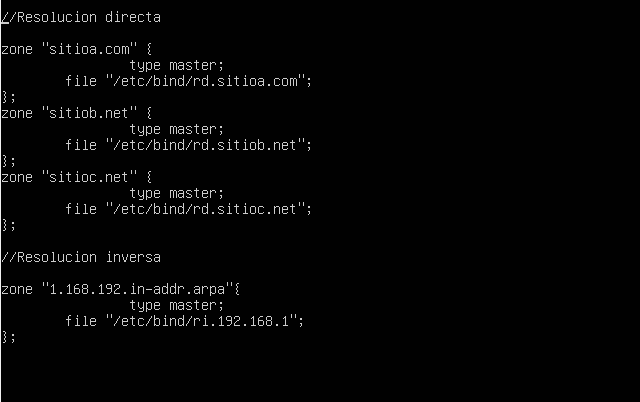 //Resolucion directa
zone "sitioa.com" {
type master;
file "/etc/bind/rd.sitioa.com";
};
zone "sitiob.net" {
type master;
file "/etc/bind/rd.sitiob.net";
};
zone "sitioc.net" {
type master;
file "/etc/bind/rd.sitioc.net";
};
//Resolucion inversa
zone "1.168.192.in-addr.arpa"{
type master;
file "/etc/bind/ri.192.168.1";
};